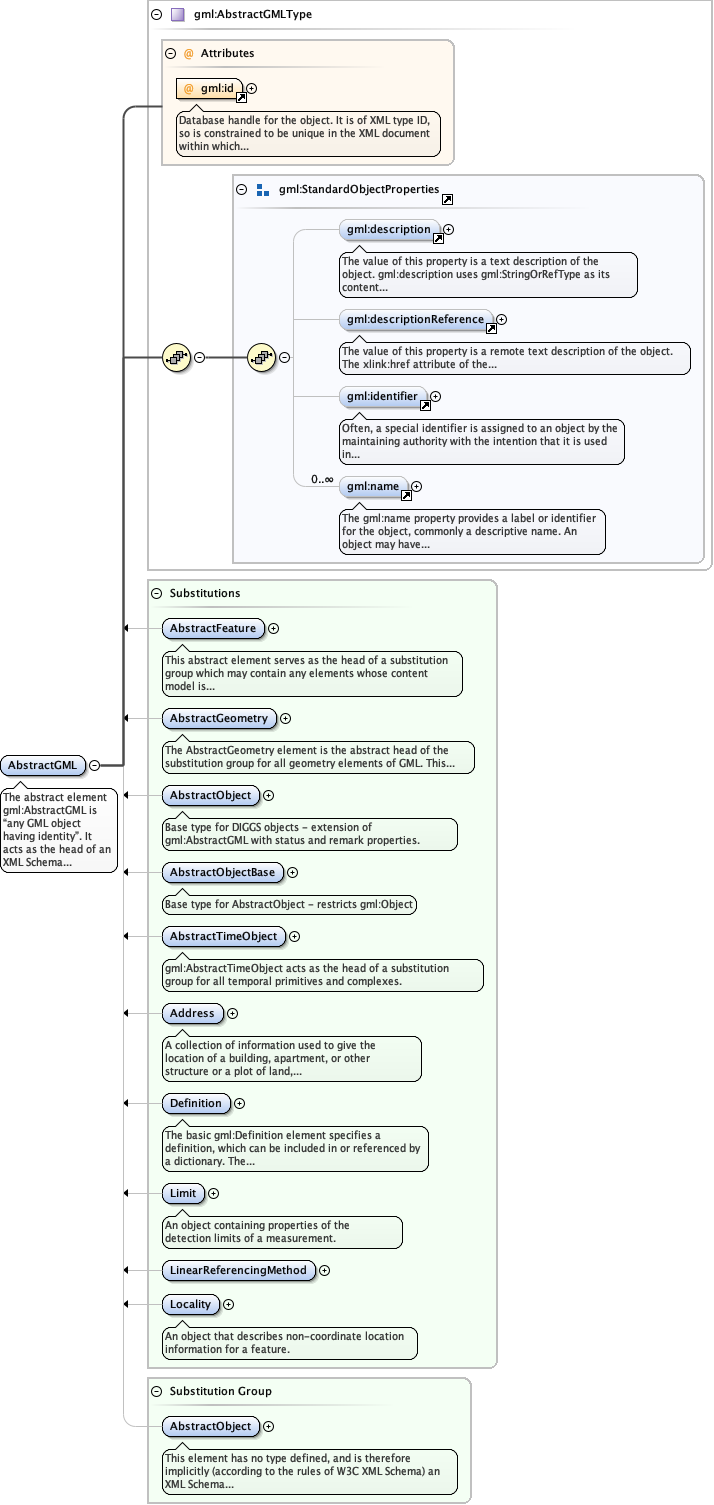 gml:AbstractGMLType
@ Attributes
@ gml:id
Database handle for the object. It is of XML type ID,
so is constrained to be unique in the XML document
within which...
gml:StandardObjectProperties
gml:description
The value of this property is a text description of the
object. gml:description uses gml:StringOrRefType as its
content...
gml:descriptionReference
The value of this property is a remote text description of the object.
The xlink:href attribute of the...
gml:identifier
Often, a special identifier is assigned to an object by the
maintaining authority with the intention that it is used
in...
0..∞
gml:name
The gml:name property provides a label or identifier
for the object, commonly a descriptive name. An
object may have...
AbstractGML
The abstract element
gml:AbstractGML is
"any GML object
having identity". It
acts as the head of an
XML Schema...
Substitutions
AbstractFeature
This abstract element serves as the head of a substitution
group which may contain any elements whose content
model is...
AbstractGeometry
The AbstractGeometry element is the abstract head of the
substitution group for all geometry elements of GML. This...
AbstractObject
Base type for DIGGS objects - extension of
gml:AbstractGML with status and remark properties.
AbstractObjectBase
Base type for AbstractObject - restricts gml:Object
AbstractTimeObject
gml:AbstractTimeObject acts as the head of a substitution
group for all temporal primitives and complexes.
Address
A collection of information used to give the
location of a building, apartment, or other
structure or a plot of land,...
Definition
The basic gml:Definition element specifies a
definition, which can be included in or referenced by
a dictionary. The...
Limit
An object containing properties of the
detection limits of a measurement.
LinearReferencingMethod
Locality
An object that describes non-coordinate location
information for a feature.
Substitution Group
AbstractObject
This element has no type defined, and is therefore
implicitly (according to the rules of W3C XML Schema) an
XML Schema...